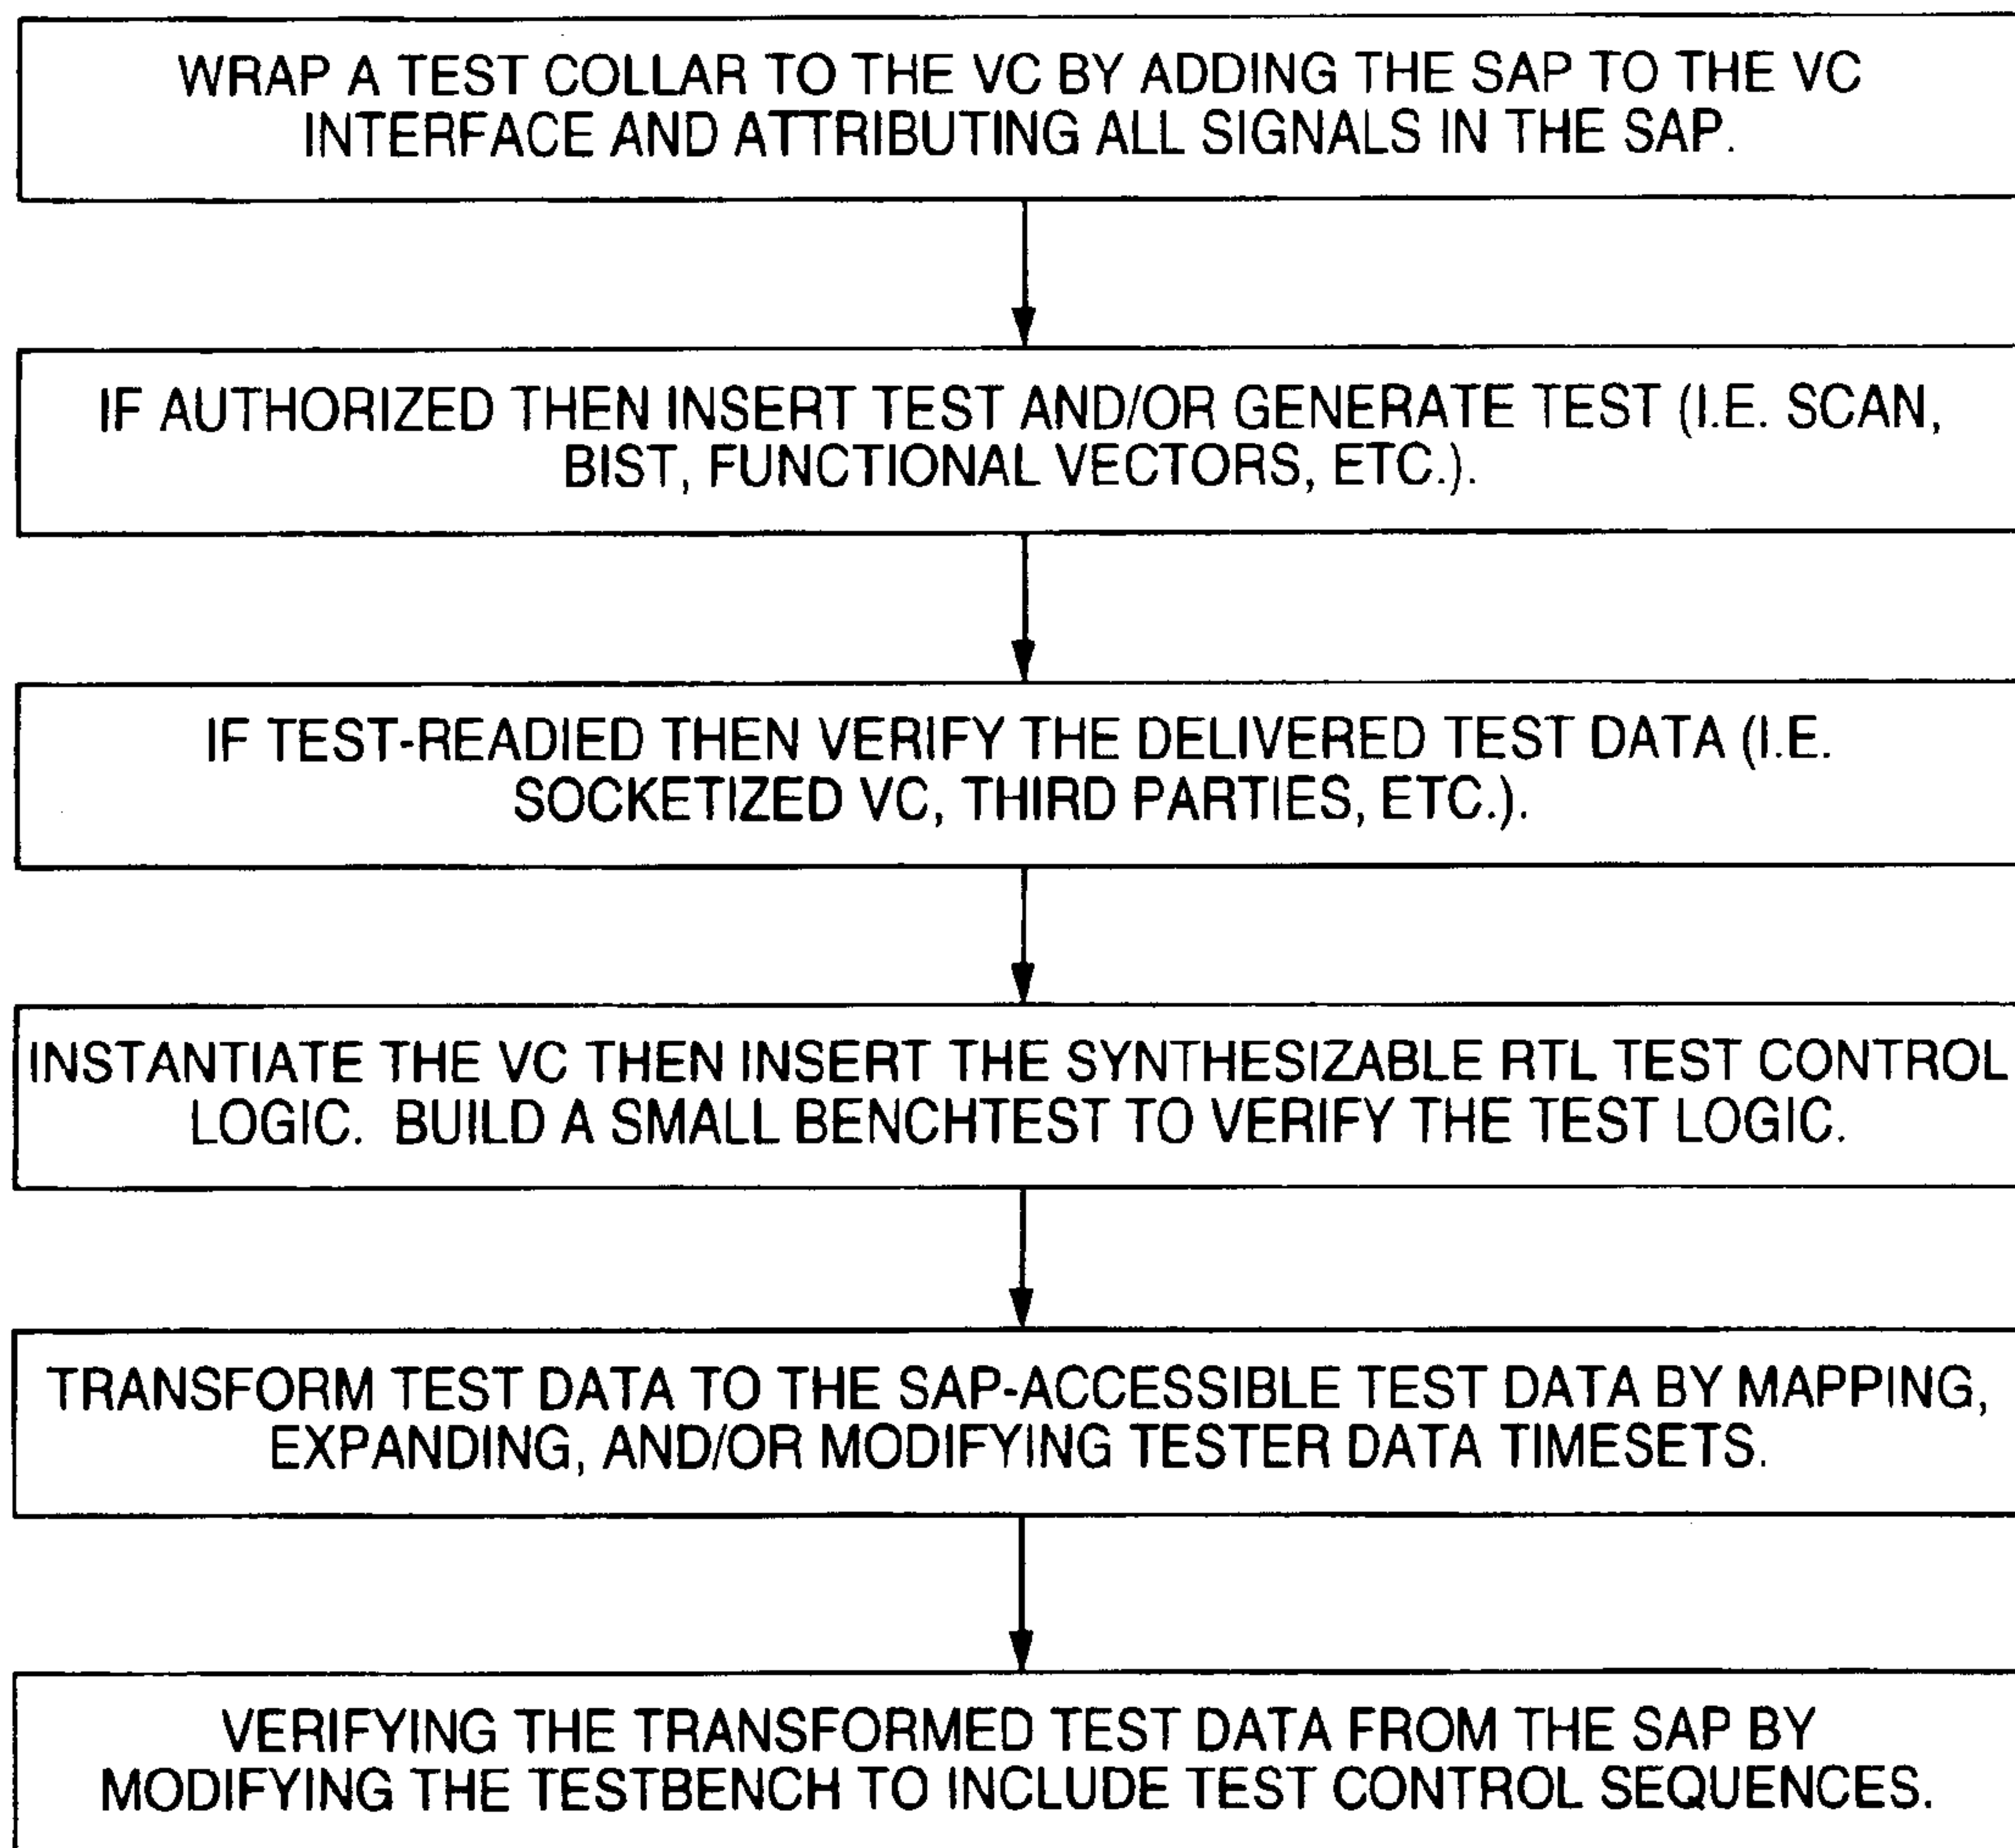 WRAP A TEST COLLAR TO THE VC BY ADDING THE SAP TO THE VC
INTERFACE AND ATTRIBUTING ALL SIGNALS IN THE SAP.
IF AUTHORIZED THEN INSERT TEST AND/OR GENERATE TEST (I.E. SCAN,
BIST, FUNCTIONAL VECTORS, ETC.).
IF TEST-READIED THEN VERIFY THE DELIVERED TEST DATA (I.E.
SOCKETIZED VC, THIRD PARTIES, ETC.).
INSTANTIATE THE VC THEN INSERT THE SYNTHESIZABLE RTL TEST CONTROL
LOGIC. BUILD A SMALL BENCHTEST TO VERIFY THE TEST LOGIC.
TRANSFORM TEST DATA TO THE SAP-ACCESSIBLE TEST DATA BY MAPPING,
EXPANDING, AND/OR MODIFYING TESTER DATA TIMESETS.
VERIFYING THE TRANSFORMED TEST DATA FROM THE SAP BY
MODIFYING THE TESTBENCH TO INCLUDE TEST CONTROL SEQUENCES.